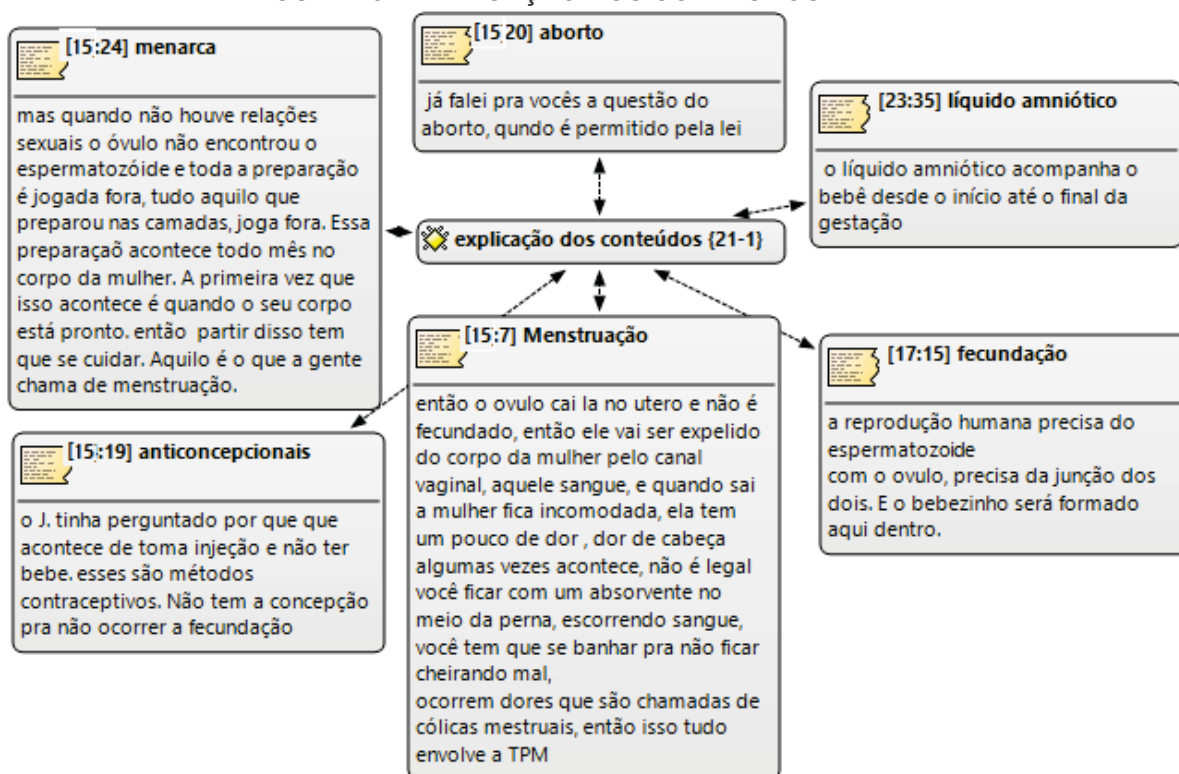 [15:24] menarca
mas quando não houve relações
sexuais o óvulo não encontrou o
espermatozóide e toda a preparação
é jogada fora, tudo aquilo que
preparou nas camadas, joga fora. Essa
preparaçaõ acontece todo mês no
corpo da mulher. A primeira vez que
isso acontece é quando o seu corpo
está pronto. então  partir disso tem
que se cuidar. Aquilo é o que a gente
chama de menstruação.
[15 20] aborto
já falei pra vocês a questão do
aborto, qundo é permitido pela lei
[23:35] líquido amniótico
o líquido amniótico acompanha o
bebê desde o início até o final da
gestação
explicação dos conteúdos {21-1}
[15:19] anticoncepcionais
o J. tinha perguntado por que que
acontece de toma injeção e não ter
bebe. esses são métodos
contraceptivos. Não tem a concepção
pra não ocorrer a fecundação
[15:7] Menstruação
então o ovulo cai la no utero e não é
fecundado, então ele vai ser expelido
do corpo da mulher pelo canal
vaginal, aquele sangue, e quando sai
a mulher fica incomodada, ela tem
um pouco de dor , dor de cabeça
algumas vezes acontece, não é legal
você ficar com um absorvente no
meio da perna, escorrendo sangue,
você tem que se banhar pra não ficar
cheirando mal,
ocorrem dores que são chamadas de
cólicas mestruais, então isso tudo
envolve a TPM
[17:15] fecundação
a reprodução humana precisa do
espermatozoide
com o ovulo, precisa da junção dos
dois. E o bebezinho será formado
aqui dentro.